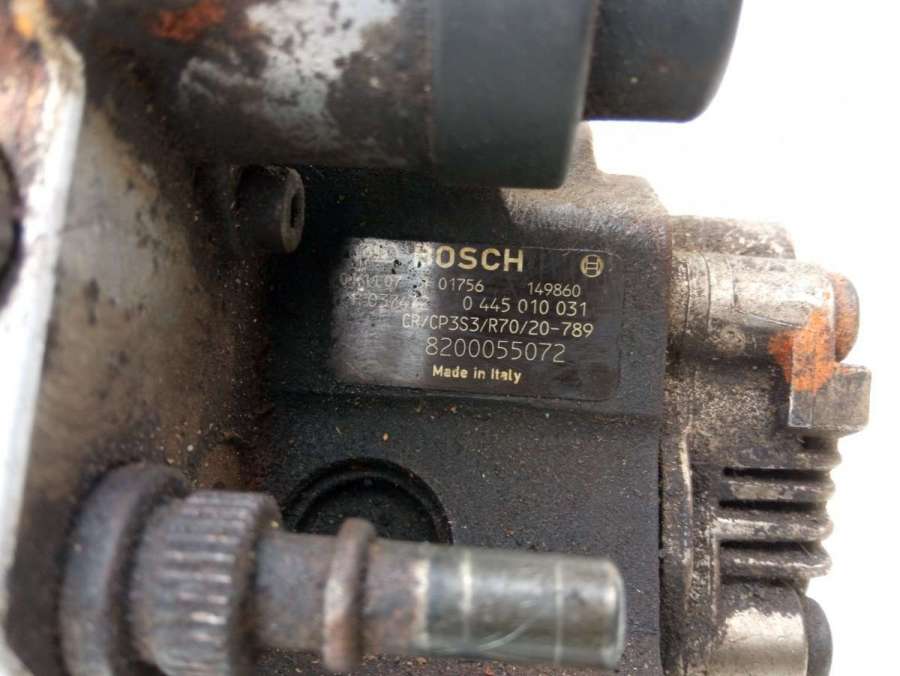 BOSCH
01756 149860
0 445 010 031
CR/CP3S3/R70/20-789
8200055072
Made in Italy